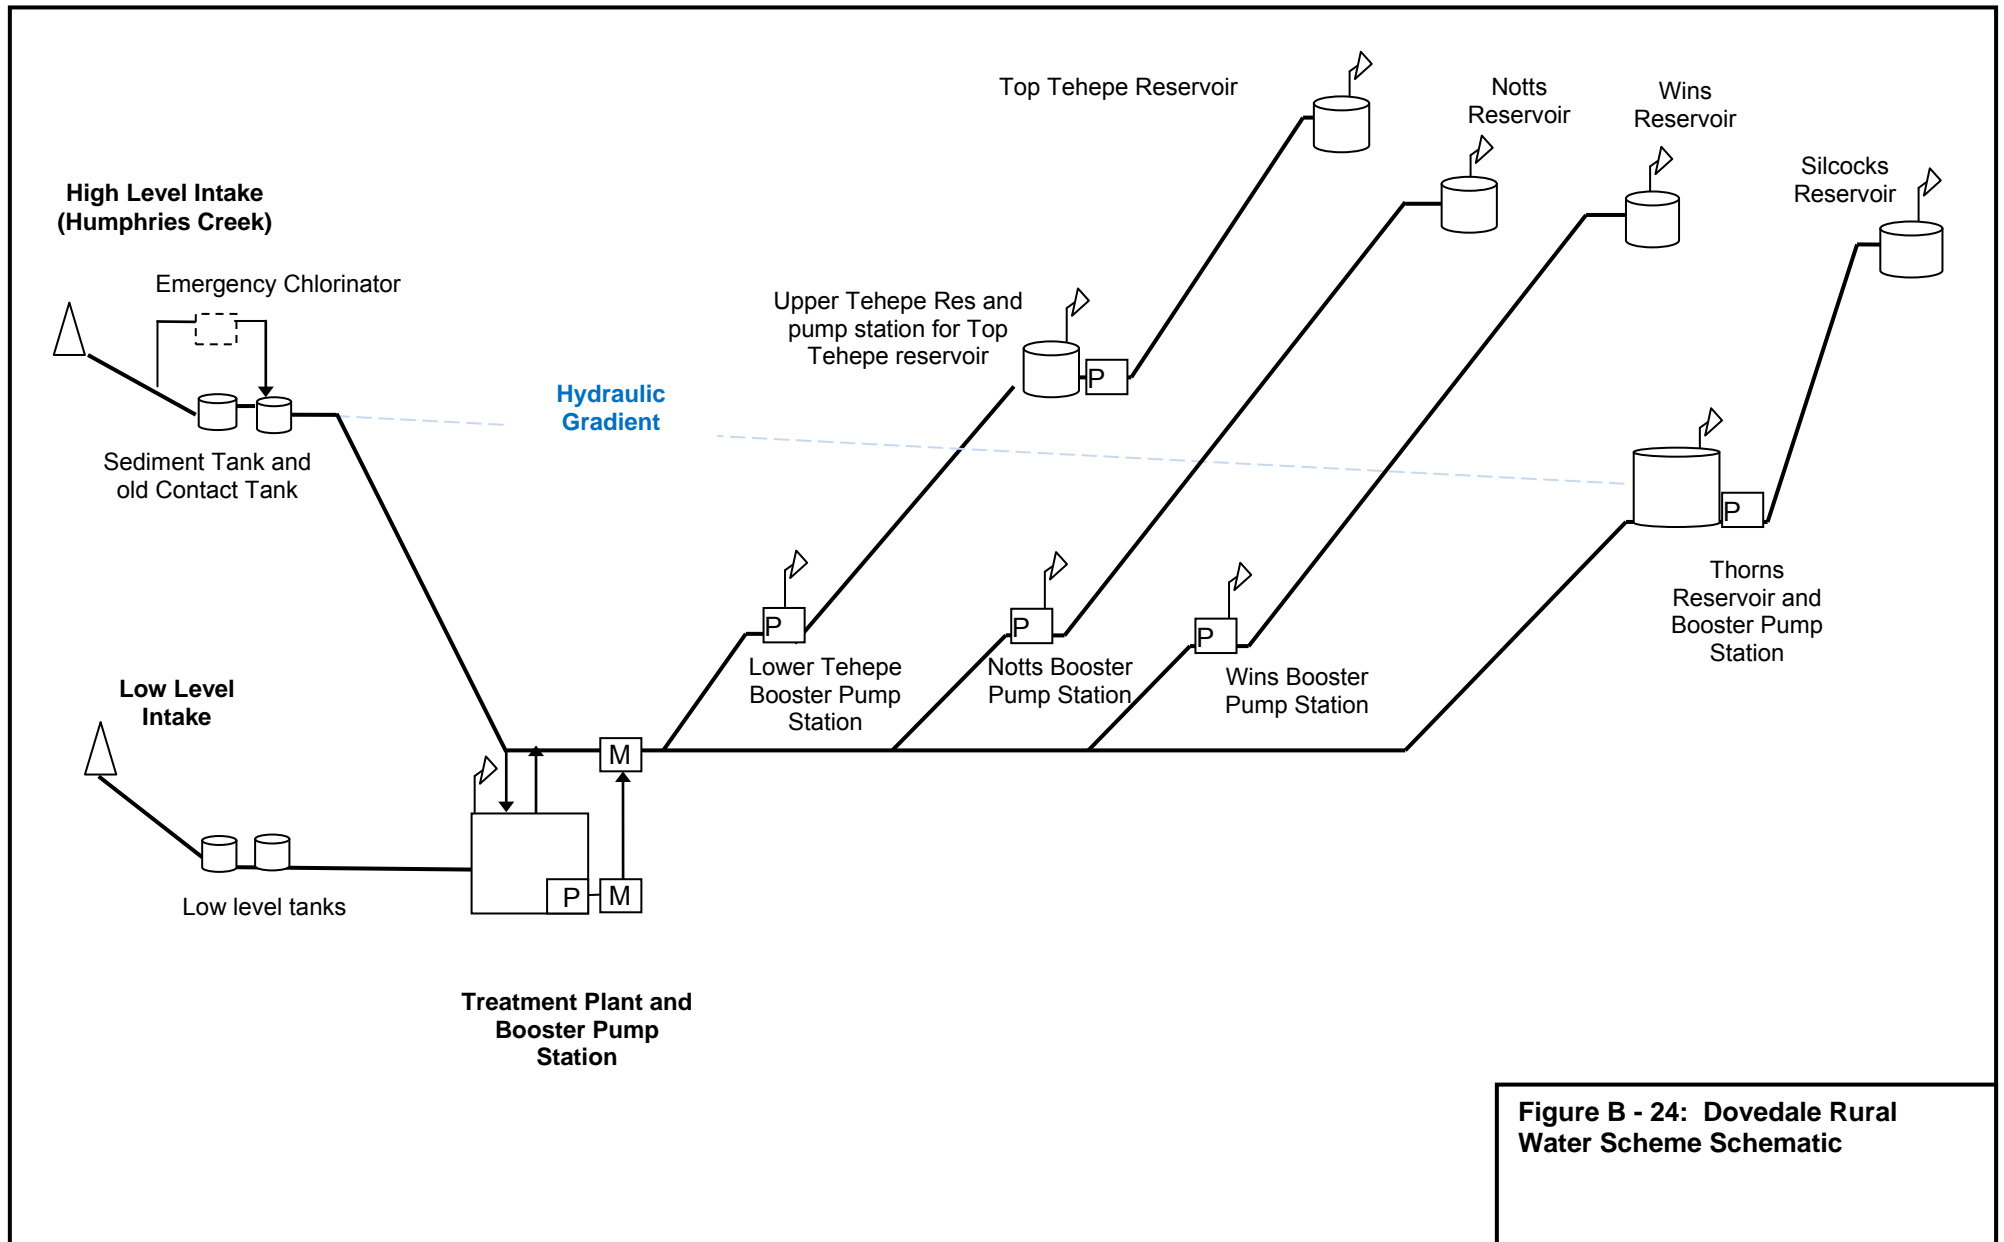 Top Tehepe Reservoir
Notts
Reservoir
Wins
Reservoir
Silcocks
Reservoir
High Level Intake
(Humphries Creek)
Emergency Chlorinator
Upper Tehepe Res and
pump station for Top
Tehepe reservoir
P
Hydraulic
Gradient
Sediment Tank and
old Contact Tank
P
Thorns
Reservoir and
Booster Pump
Station
P
Lower Tehepe
Booster Pump
Station
P
Notts Booster
Pump Station
P
Wins Booster
Pump Station
Low Level
Intake
M
Low level tanks
P
M
Treatment Plant and
Booster Pump
Station
Figure B - 24: Dovedale Rural
Water Scheme Schematic